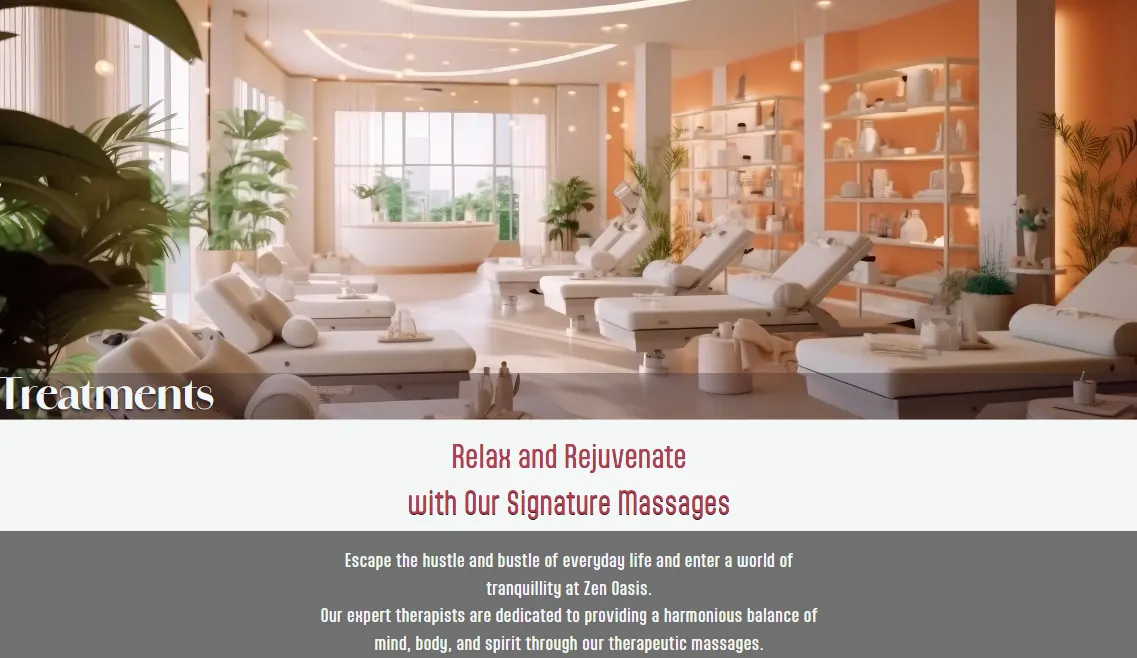 Treatments
Relax and Rejuvenate
with Our Signature Massages
Escape the hustle and bustle of everyday life and enter a world of
tranquillity at Zen Oasis.
Our expert therapists are dedicated to providing a harmonious balance of
mind, body, and spirit through our therapeutic massages.